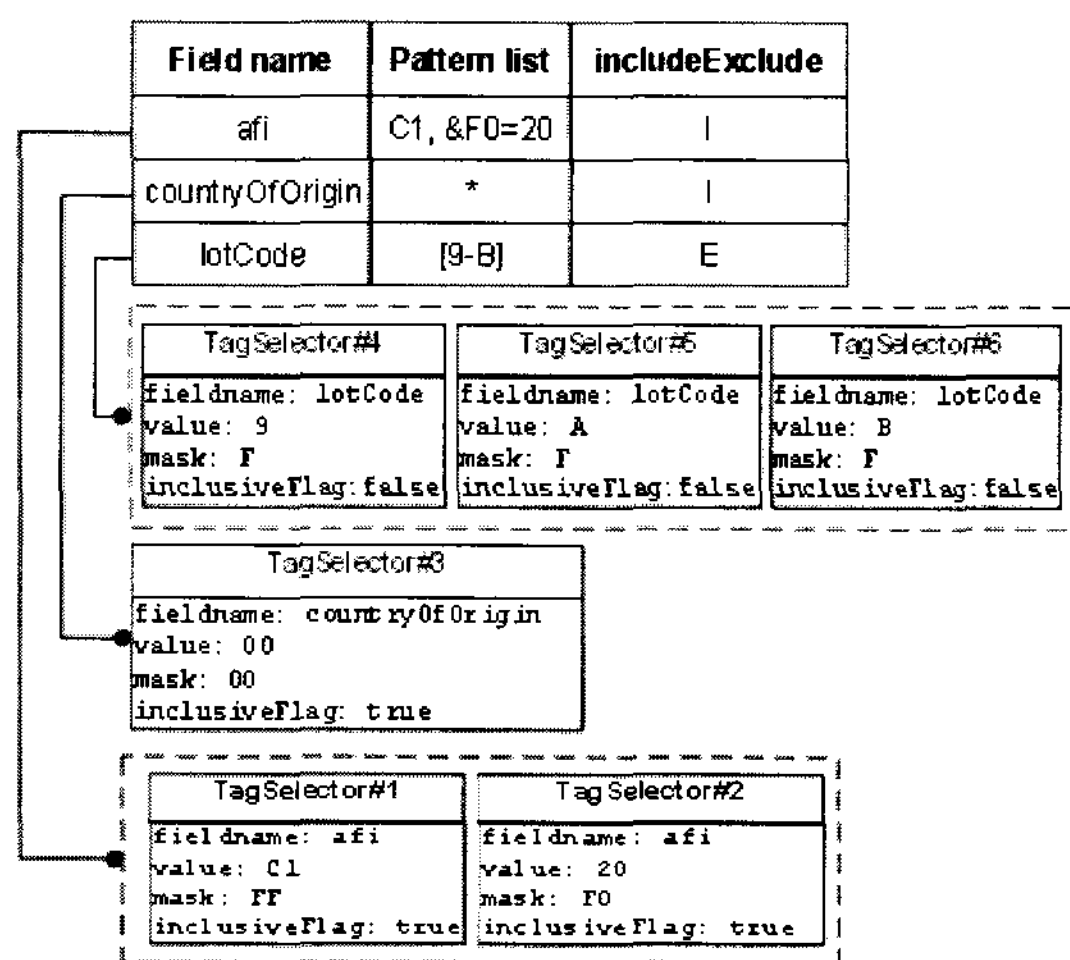 Field name Pattern list includeExclude
afi C1, &F0=20 I
countryOfOrigin * I
lotCode [9-B] E
TagSelector#4 TagSelector#5 TagSelector#6
fieldname: lotCode fieldname: lotCode fieldname: lotCode
value: 9 value: A value: B
mask: F mask: F mask: F
inclusiveFlag:false inclusiveFlag:false inclusiveFlag:false
TagSelector#3
fieldname: countryOfOrigin
value: 00
mask: 00
inclusiveFlag: true
TagSelector#1 TagSelector#2
fieldname: afi fieldname: afi
value: C1 value: 20
mask: FF mask: F0
inclusiveFlag: true inclusiveFlag: true